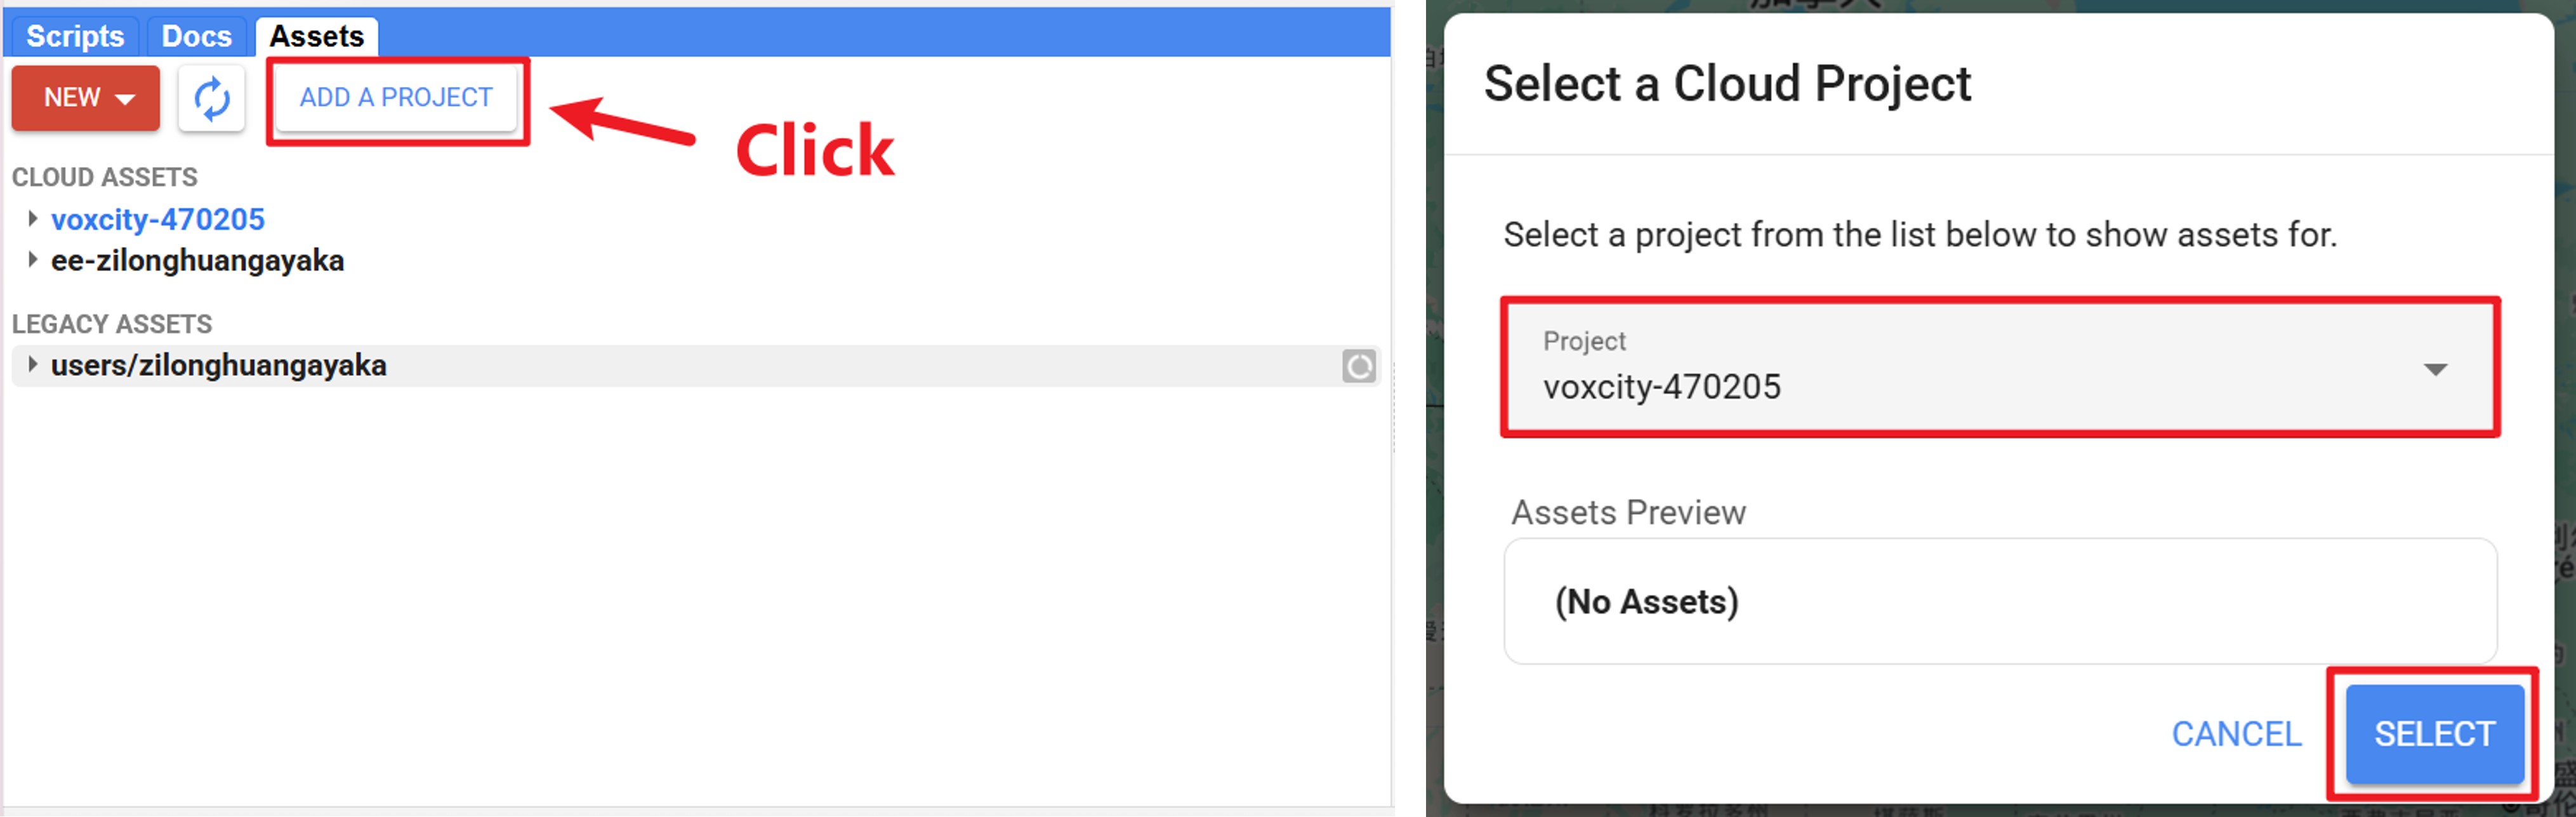 Scripts Docs Assets
NEW ADD A PROJECT
Click
CLOUD ASSETS
voxcity-470205
ee-zilonghuangayaka
LEGACY ASSETS
users/zilonghuangayaka
Select a Cloud Project
Select a project from the list below to show assets for.
Project
voxcity-470205
Assets Preview
(No Assets)
CANCEL SELECT